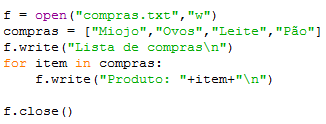 f = open("compras.txt","w")
compras = ["Miojo","Ovos","Leite","Pão"]
f.write("Lista de compras\n")
for item in compras:
    f.write("Produto: "+item+"\n")
f.close()